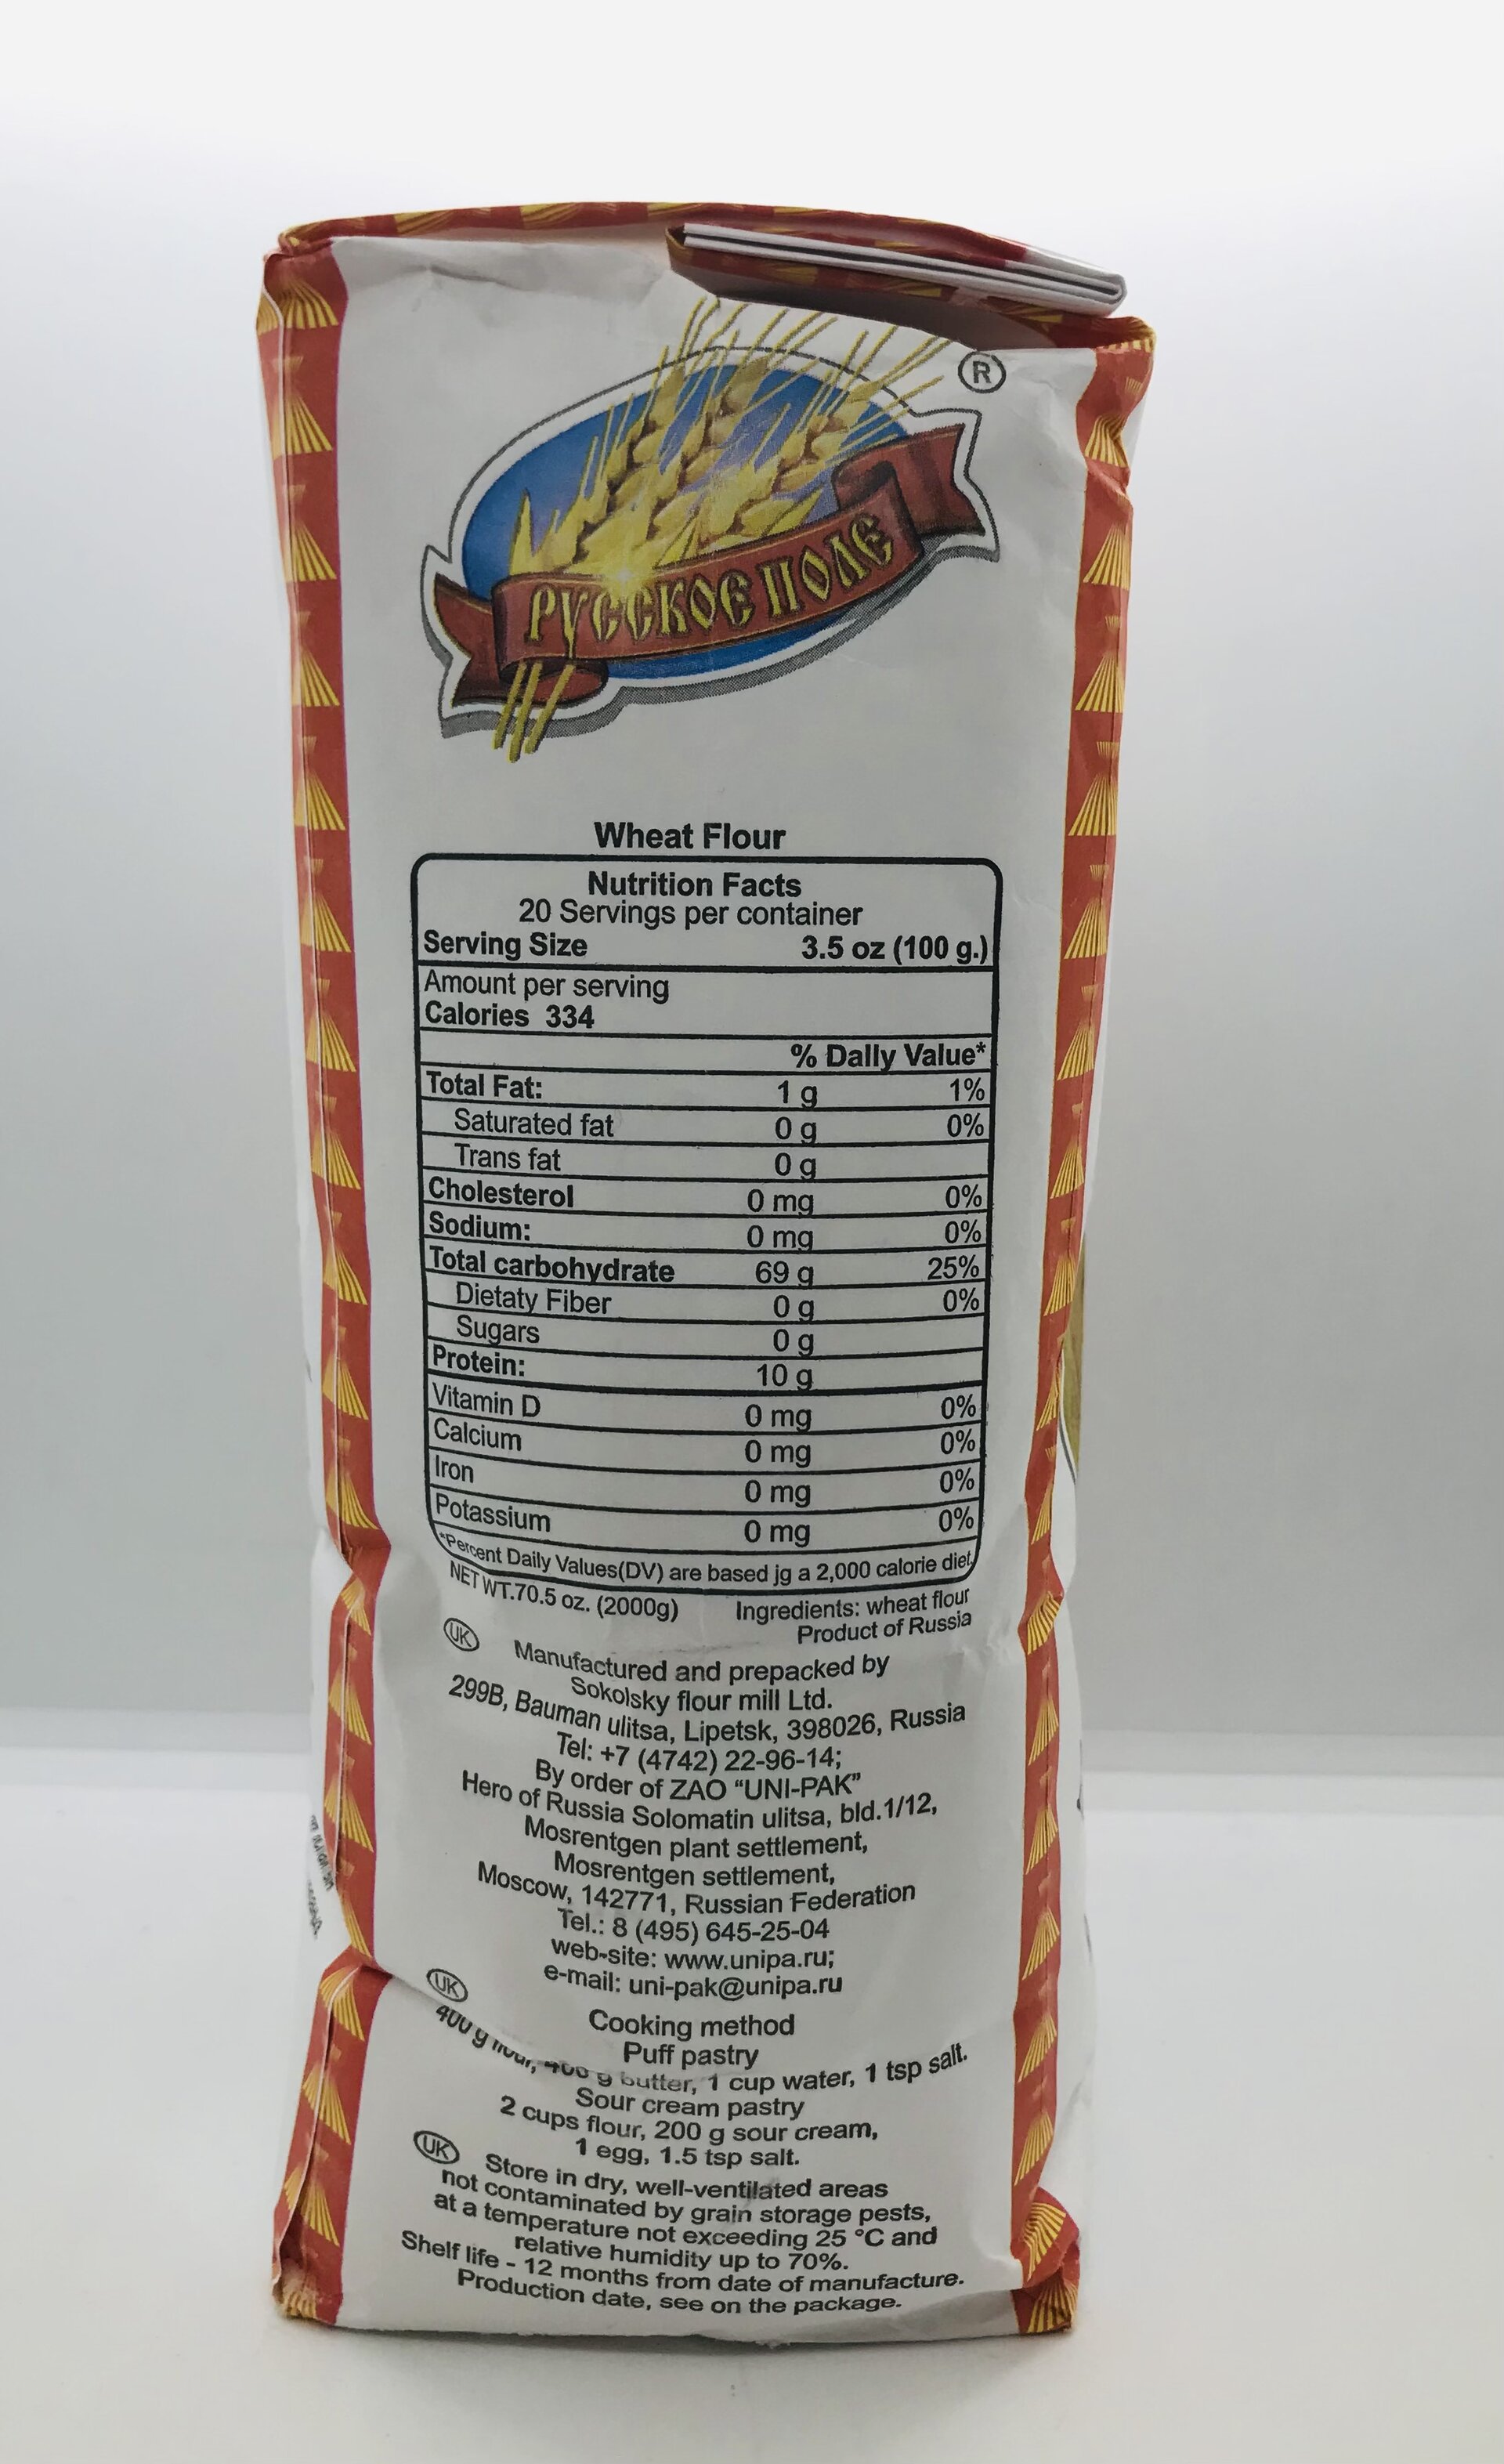 ®
РУССКОЕ ПОЛЕ
Wheat Flour
Nutrition Facts
20 Servings per container
Serving Size 3.5 oz (100 g.)
Amount per serving
Calories 334
% Dally Value*
Total Fat: 1 g 1%
Saturated fat 0 g 0%
Trans fat 0 g
Cholesterol 0 mg 0%
Sodium: 0 mg 0%
Total carbohydrate 69 g 25%
Dietaty Fiber 0 g 0%
Sugars 0 g
Protein: 10 g
Vitamin D 0 mg 0%
Calcium 0 mg 0%
Iron 0 mg 0%
Potassium 0 mg 0%
*Percent Daily Values(DV) are based jg a 2,000 calorie diet,
NET WT.70.5 oz. (2000g) Ingredients: wheat flour
Product of Russia
UK Manufactured and prepacked by
Sokolsky flour mill Ltd.
299B, Bauman ulitsa, Lipetsk, 398026, Russia
Tel: +7 (4742) 22-96-14;
By order of ZAO “UNI-PAK”
Hero of Russia Solomatin ulitsa, bld.1/12,
Mosrentgen plant settlement,
Mosrentgen settlement,
Moscow, 142771, Russian Federation
Tel.: 8 (495) 645-25-04
web-site: www.unipa.ru;
e-mail: uni-pak@unipa.ru
UK Cooking method
Puff pastry
400 g flour, 400 g butter, 1 cup water, 1 tsp salt.
Sour cream pastry
2 cups flour, 200 g sour cream,
1 egg, 1.5 tsp salt.
UK Store in dry, well-ventilated areas
not contaminated by grain storage pests,
at a temperature not exceeding 25 °C and
relative humidity up to 70%.
Shelf life - 12 months from date of manufacture.
Production date, see on the package.